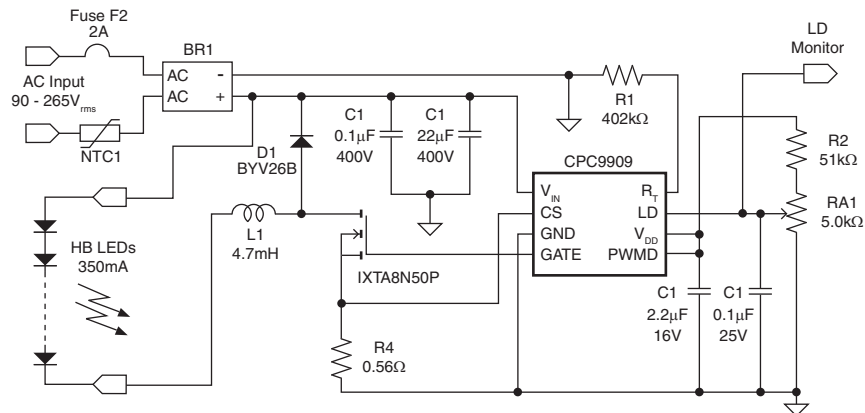 Fuse F2
2A
BR1
AC
-
AC
+
AC Input
90 - 265Vrms
NTC1
LD
Monitor
R1
402kΩ
C1
0.1μF
400V
C1
22μF
400V
D1
BYV26B
CPC9909
VIN
RT
CS
LD
GND
VDD
GATE
PWMD
R2
51kΩ
RA1
5.0kΩ
L1
4.7mH
HB LEDs
350mA
IXTA8N50P
C1
2.2μF
16V
C1
0.1μF
25V
R4
0.56Ω